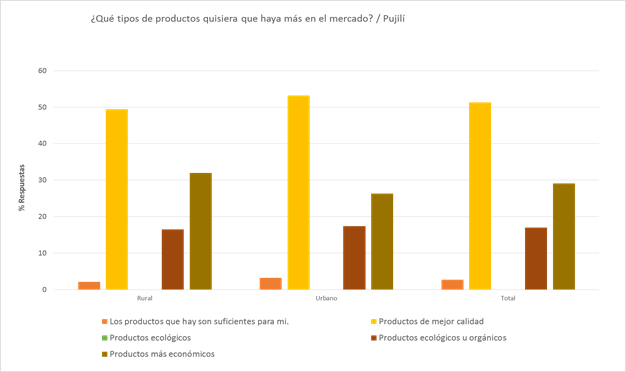 ¿Qué tipos de productos quisiera que haya más en el mercado? / Pujilí
60
50
40
30
20
10
0
% Respuestas
Rural
Urbano
Total
Los productos que hay son suficientes para mi.
Productos de mejor calidad
Productos ecológicos
Productos ecológicos u orgánicos
Productos más económicos